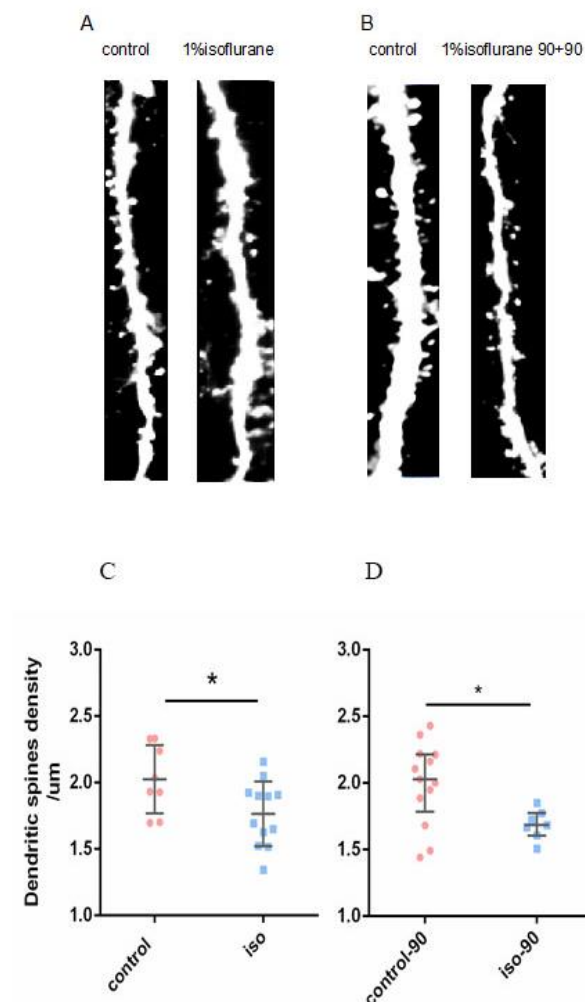 A
B
control 1%isoflurane control 1%isoflurane 90+90
C
D
Dendritic spines density
/um
3.0
2.5
2.0
1.5
1.0
*
control
iso
3.0
2.5
2.0
1.5
1.0
*
control-90
iso-90